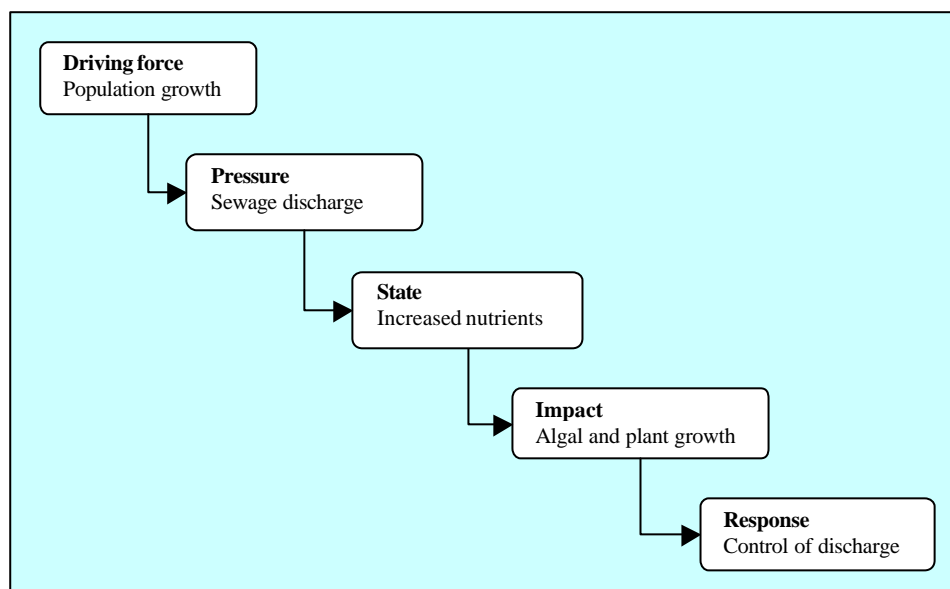 Driving force
Population growth
Pressure
Sewage discharge
State
Increased nutrients
Impact
Algal and plant growth
Response
Control of discharge